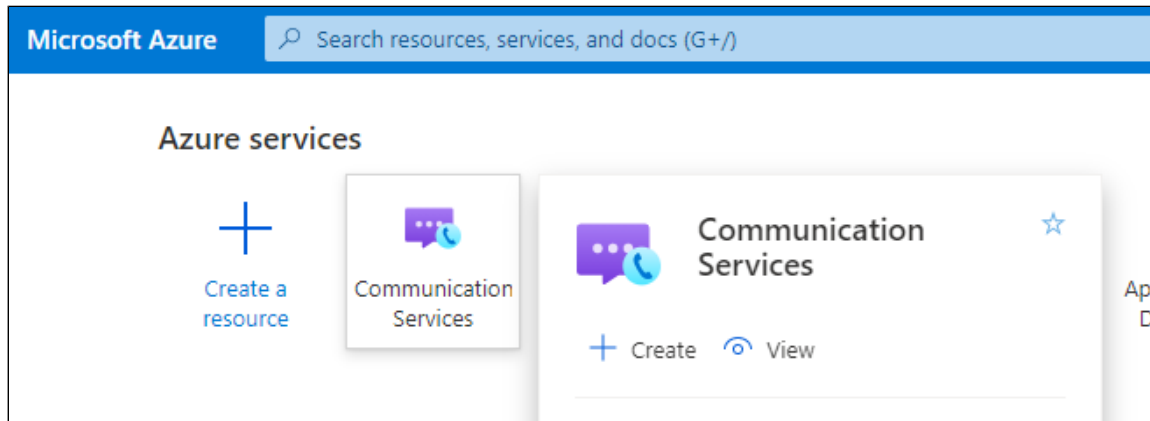 Microsoft Azure
Search resources, services, and docs (G+/)
Azure services
Create a
resource
Communication
Services
Communication
Services
Create
View